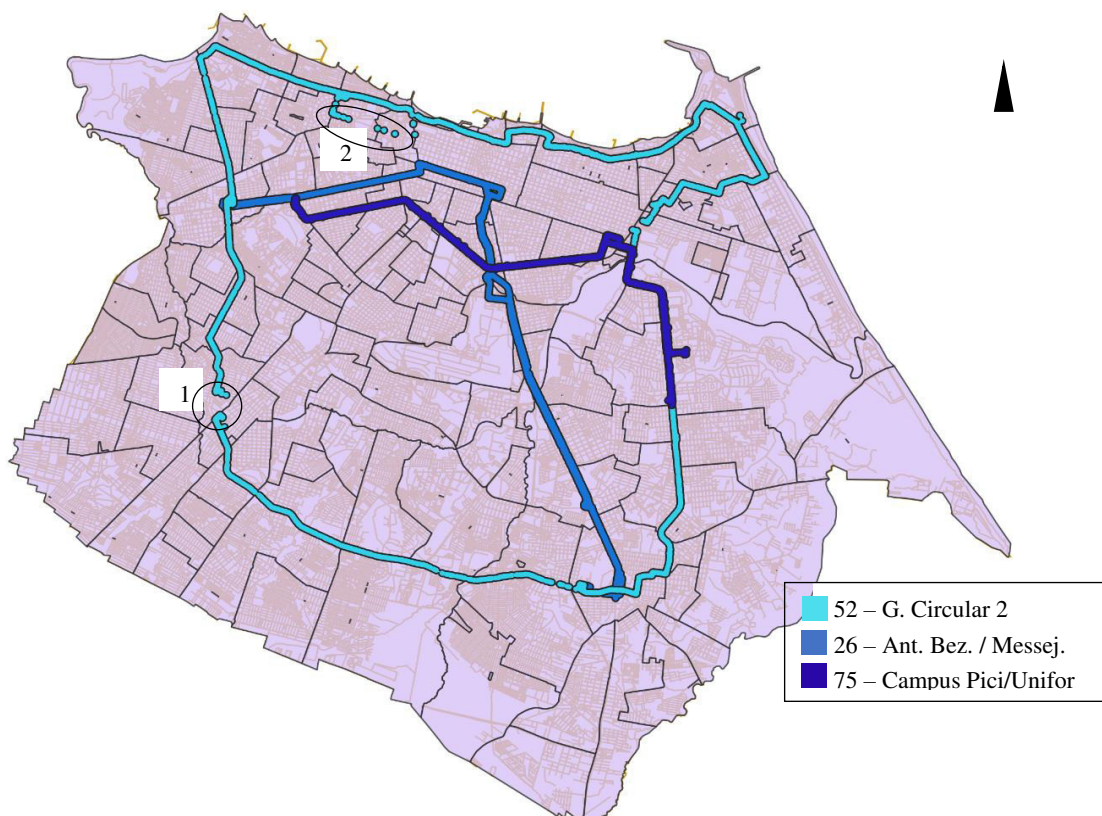 2
1
52 – G. Circular 2
26 – Ant. Bez. / Messej.
75 – Campus Pici/Unifor